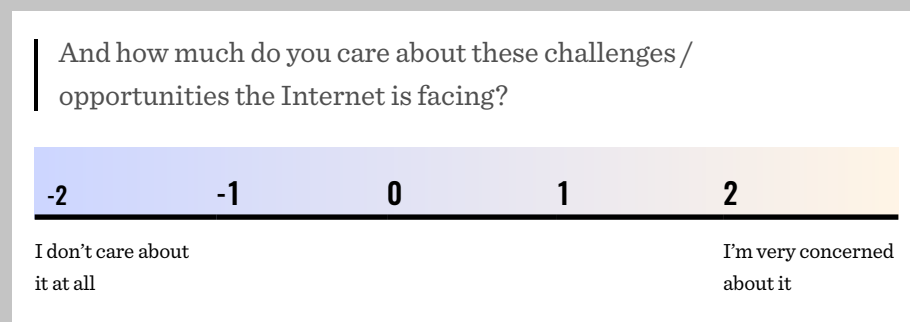 And how much do you care about these challenges /
opportunities the Internet is facing?
-2 -1 0 1 2
I don’t care about
it at all
I’m very concerned
about it